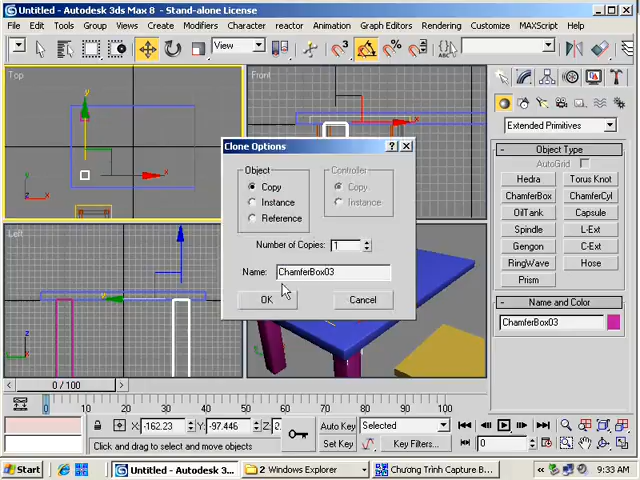 Untitled - Autodesk 3ds Max 8 - Stand-alone License
File Edit Tools Group Views Create Modifiers Character reactor Animation Graph Editors Rendering Customize MAXScript Help
View
Top
Front
Left
y
x
z
Clone Options
Object
Copy
Instance
Reference
Controller
Copy
Instance
Number of Copies: 1
Name: ChamferBox03
OK Cancel
Extended Primitives
Object Type
AutoGrid
Hedra Torus Knot
ChamferBox ChamferCyl
OilTank Capsule
Spindle L-Ext
Gengon C-Ext
RingWave Hose
Prism
Name and Color
ChamferBox03
0 / 100
0 10 20 30 40 50 60 70 80 90 100
X: -162.23 Y: -97.446
Auto Key Selected
Click and drag to select and move objects
Set Key Key Filters... 0
Start Untitled - Autodesk 3... 2 Windows Explorer Chương Trình Capture B... 9:33 AM